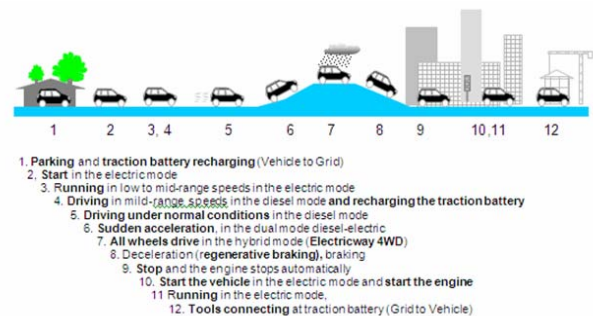 1 2 3, 4 5 6 7 8 9 10,11 12
1. Parking and traction battery recharging (Vehicle to Grid)
2, Start in the electric mode
3. Running in low to mid-range speeds in the electric mode
4. Driving in mild-range speeds in the diesel mode and recharging the traction battery
5. Driving under normal conditions in the diesel mode
6. Sudden acceleration, in the dual mode diesel-electric
7. All wheels drive in the hybrid mode (Electricway 4WD)
8. Deceleration (regenerative braking), braking
9. Stop and the engine stops automatically
10. Start the vehicle in the electric mode and start the engine
11 Running in the electric mode,
12. Tools connecting at traction battery (Grid to Vehicle)